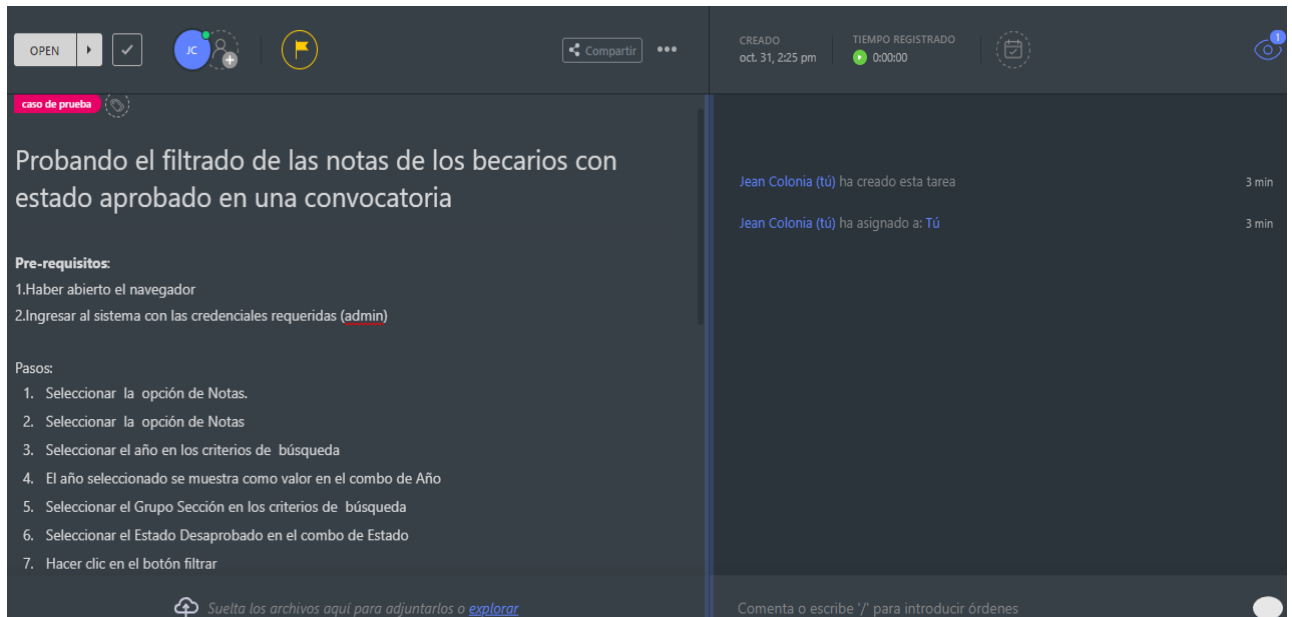 OPEN
JC
Compartir
CREADO
oct. 31, 2:25 pm
TIEMPO REGISTRADO
0:00:00
1
caso de prueba
Probando el filtrado de las notas de los becarios con
estado aprobado en una convocatoria
Pre-requisitos:
1.Haber abierto el navegador
2.Ingresar al sistema con las credenciales requeridas (admin)
Pasos:
1. Seleccionar la opción de Notas.
2. Seleccionar la opción de Notas
3. Seleccionar el año en los criterios de búsqueda
4. El año seleccionado se muestra como valor en el combo de Año
5. Seleccionar el Grupo Sección en los criterios de búsqueda
6. Seleccionar el Estado Desaprobado en el combo de Estado
7. Hacer clic en el botón filtrar
Suelta los archivos aquí para adjuntarlos o explorar
Jean Colonia (tú) ha creado esta tarea 3 min
Jean Colonia (tú) ha asignado a: Tú 3 min
Comenta o escribe '/' para introducir órdenes